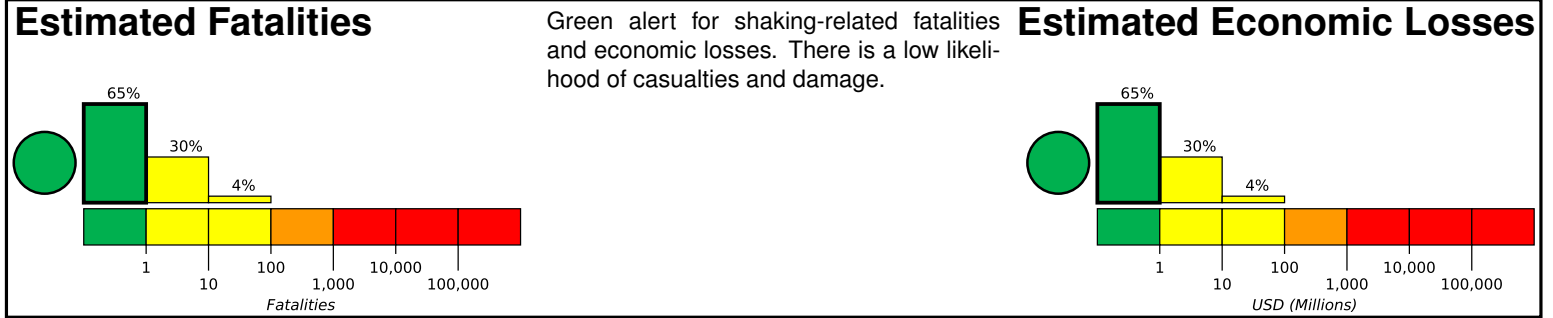 Estimated Fatalities
65%
30%
4%
1
10
100
1,000
10,000
100,000
Fatalities
Green alert for shaking-related fatalities
and economic losses. There is a low likeli-
hood of casualties and damage.
Estimated Economic Losses
65%
30%
4%
1
10
100
1,000
10,000
100,000
USD (Millions)